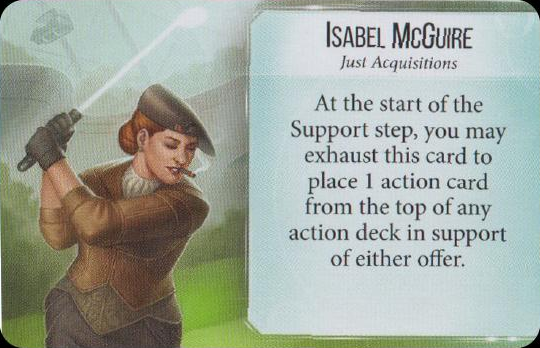 Isabel McGuire
Just Acquisitions
At the start of the
Support step, you may
exhaust this card to
place 1 action card
from the top of any
action deck in support
of either offer.